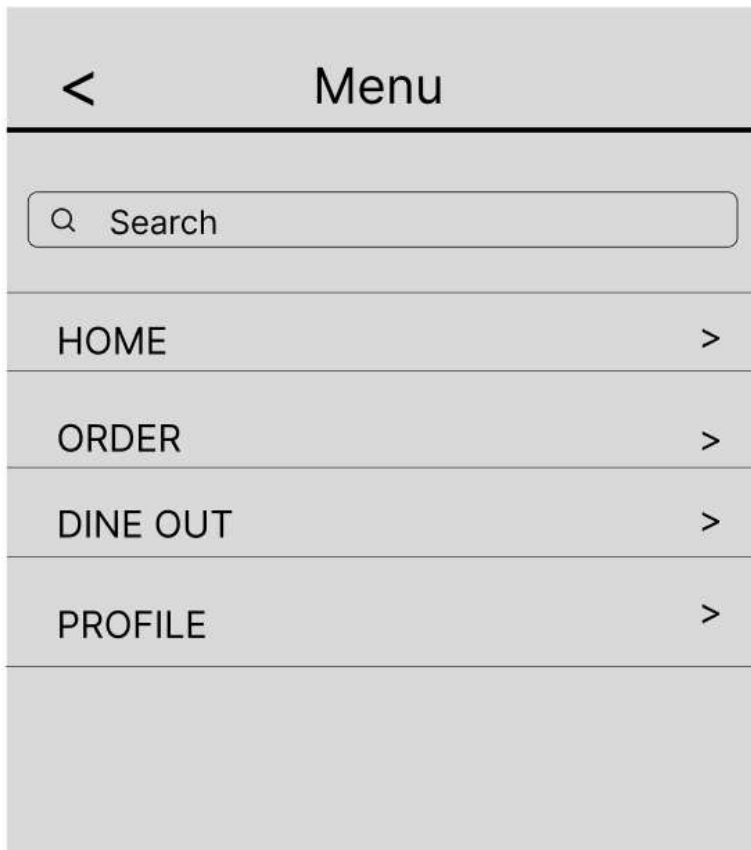 < Menu
Search
HOME >
ORDER >
DINE OUT >
PROFILE >